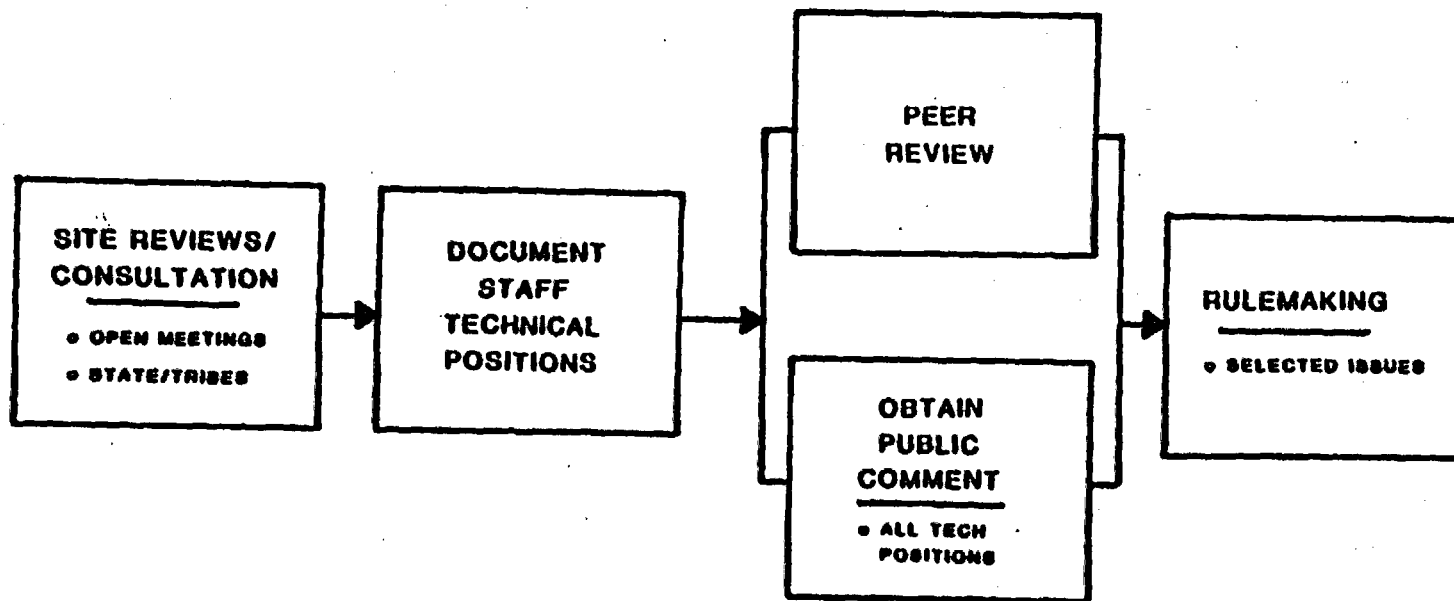 SITE REVIEWS/
CONSULTATION
• OPEN MEETINGS
• STATE/TRIBES
DOCUMENT
STAFF
TECHNICAL
POSITIONS
PEER
REVIEW
OBTAIN
PUBLIC
COMMENT
• ALL TECH
POSITIONS
RULEMAKING
• SELECTED ISSUES